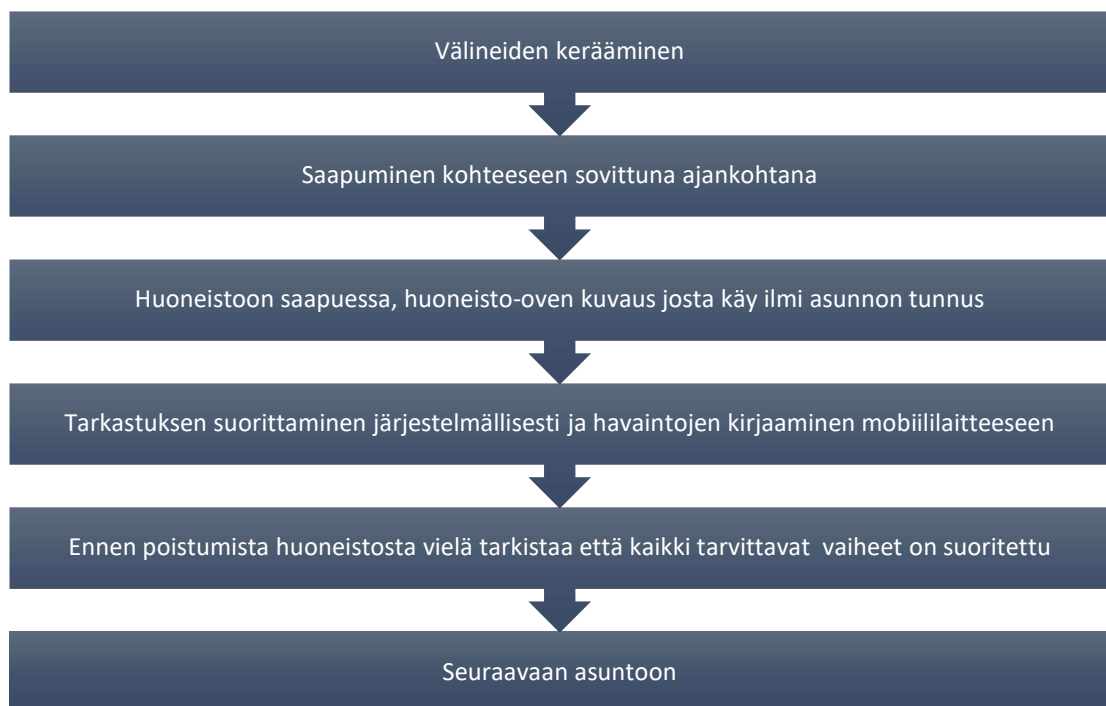 Välineiden kerääminen
Saapuminen kohteeseen sovittuna ajankohtana
Huoneistoon saapuessa, huoneisto-oven kuvaus josta käy ilmi asunnon tunnus
Tarkastuksen suorittaminen järjestelmällisesti ja havaintojen kirjaaminen mobiililaitteeseen
Ennen poistumista huoneistosta vielä tarkistaa että kaikki tarvittavat vaiheet on suoritettu
Seuraavaan asuntoon